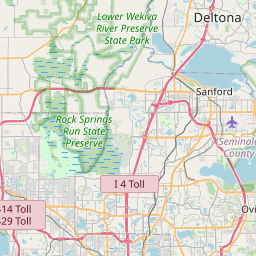 Lower Wekiva
River Preserve
State Park
Deltona
Sanford
Rock Springs
Run State
Preserve
Seminole
County
I 4 Toll
414 Toll
429 Toll